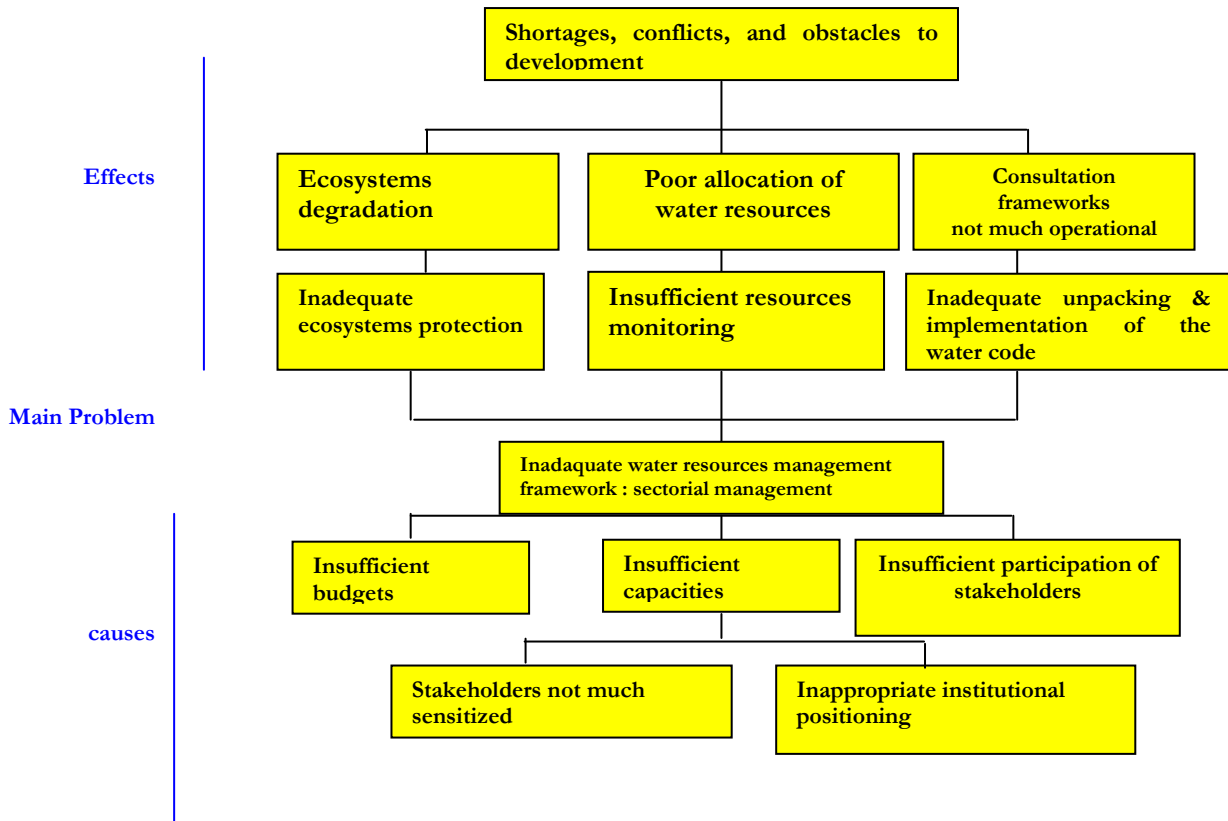 Shortages, conflicts, and obstacles to
development
Effects
Ecosystems
degradation
Poor allocation of
water resources
Consultation
frameworks
not much operational
Inadequate
ecosystems protection
Insufficient resources
monitoring
Inadequate unpacking &
implementation of the
water code
Main Problem
Inadaquate water resources management
framework : sectorial management
causes
Insufficient
budgets
Insufficient
capacities
Insufficient participation of
stakeholders
Stakeholders not much
sensitized
Inappropriate institutional
positioning